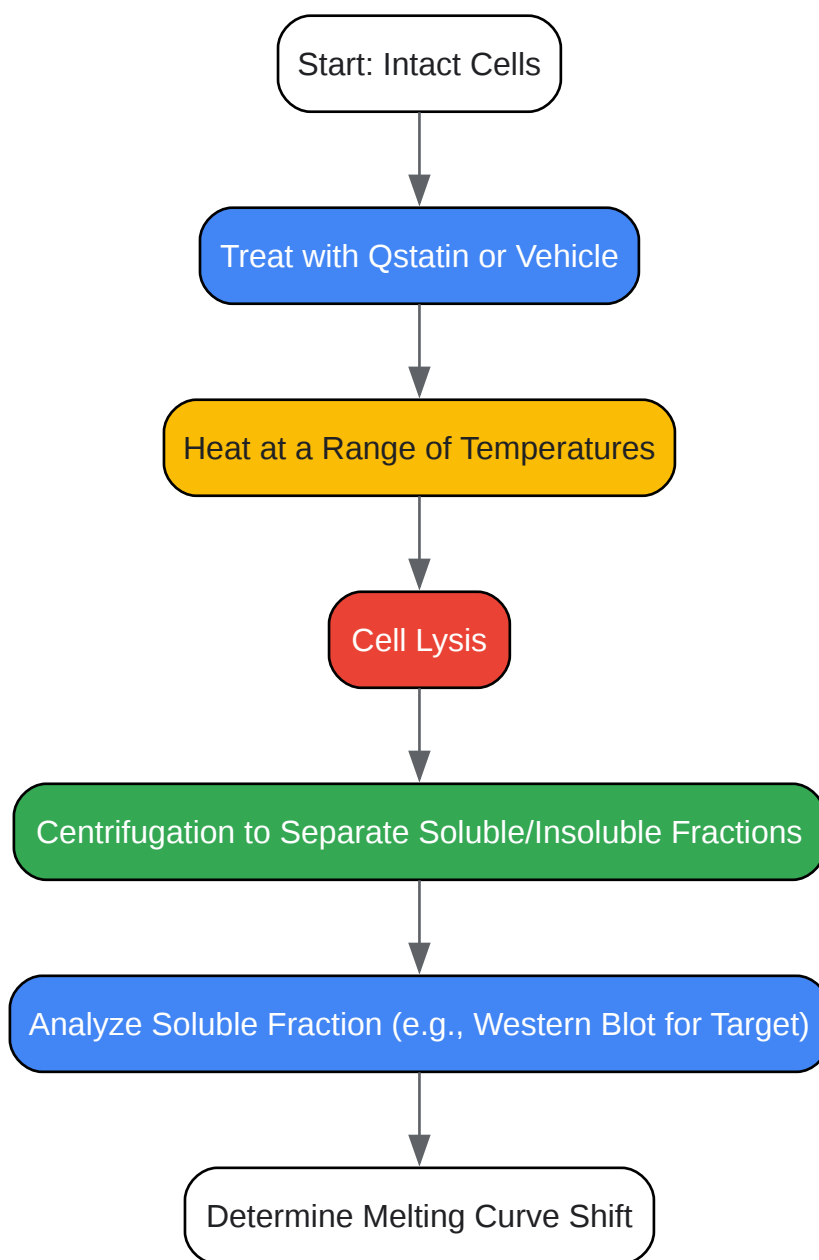 Start: Intact Cells
Treat with Qstatin or Vehicle
Heat at a Range of Temperatures
Cell Lysis
Centrifugation to Separate Soluble/Insoluble Fractions
Analyze Soluble Fraction (e.g., Western Blot for Target)
Determine Melting Curve Shift